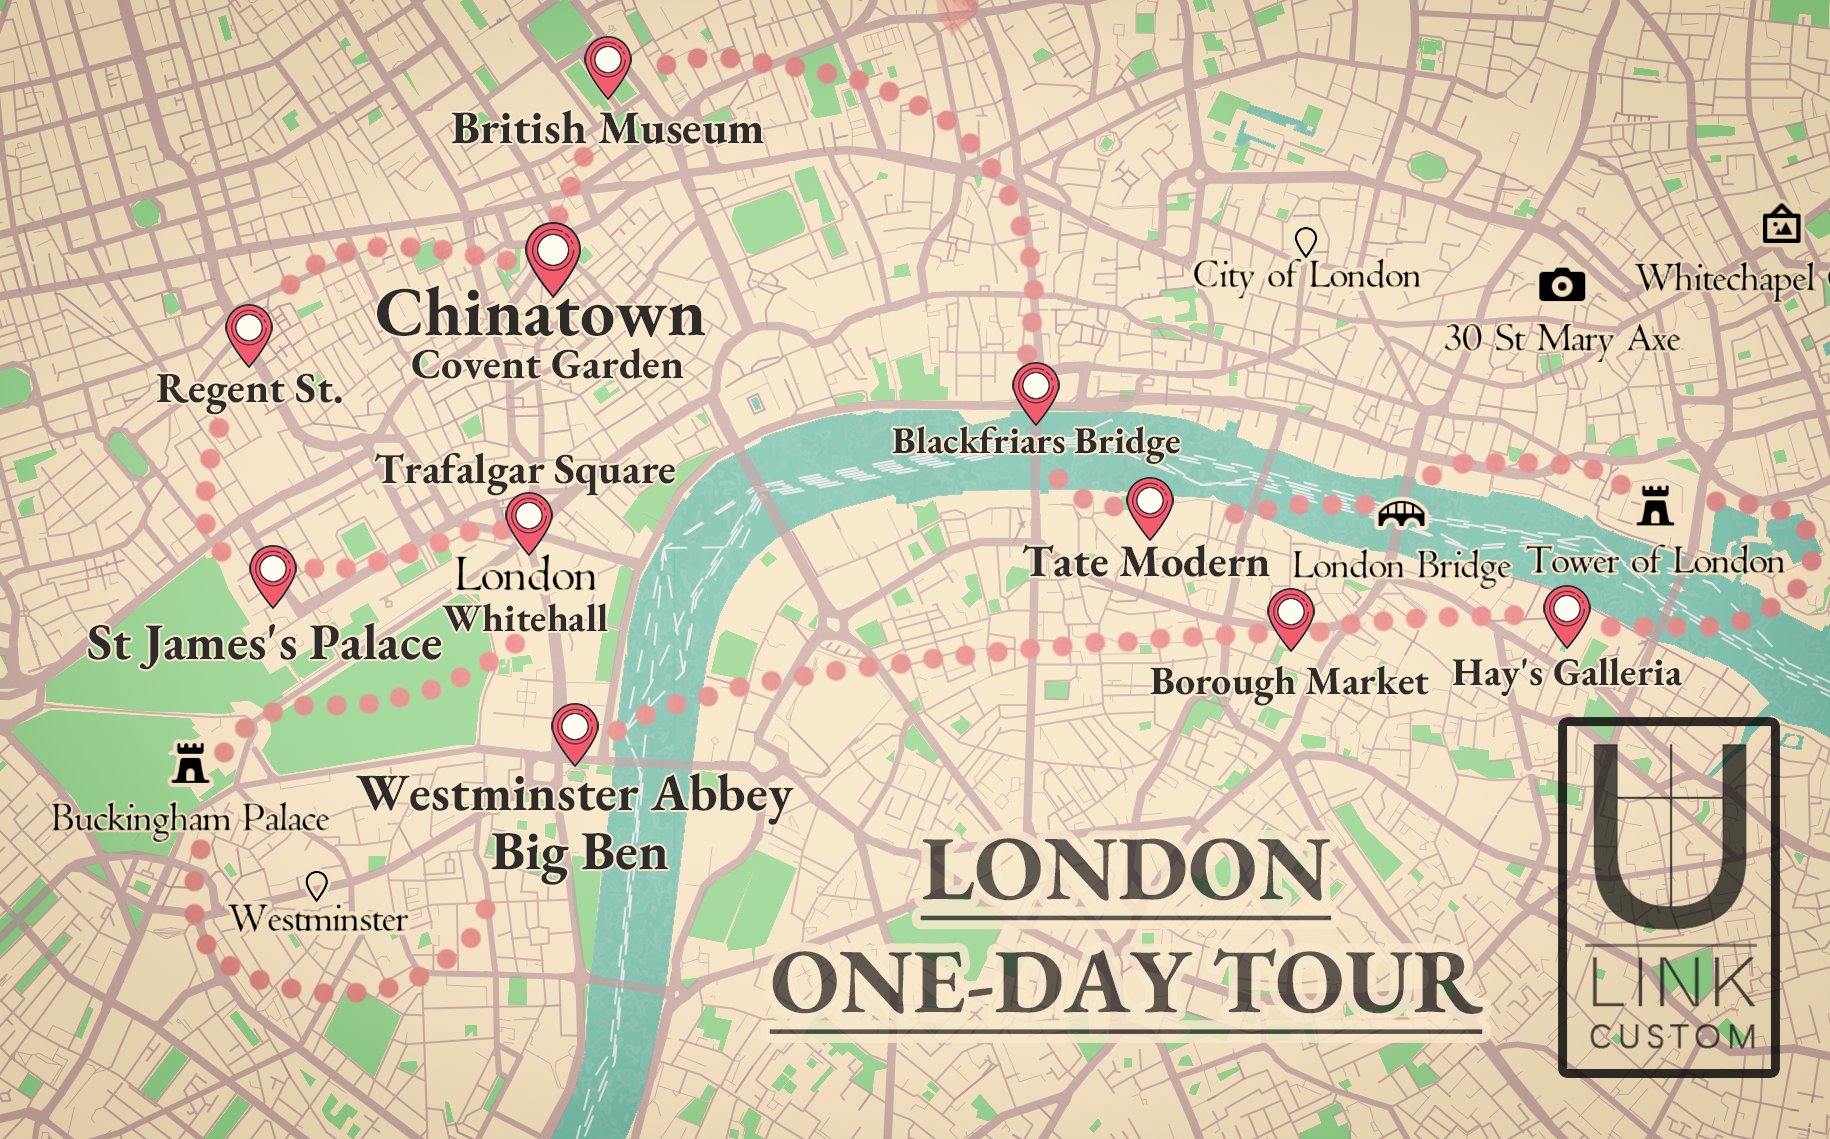 British Museum
City of London
Whitechapel
Chinatown
30 St Mary Axe
Covent Garden
Regent St.
Blackfriars Bridge
Trafalgar Square
Tate Modern
London Bridge
Tower of London
London
Whitehall
St James's Palace
Borough Market
Hay's Galleria
Westminster Abbey
Big Ben
Buckingham Palace
Westminster
LONDON
ONE-DAY TOUR
U
LINK
CUSTOM